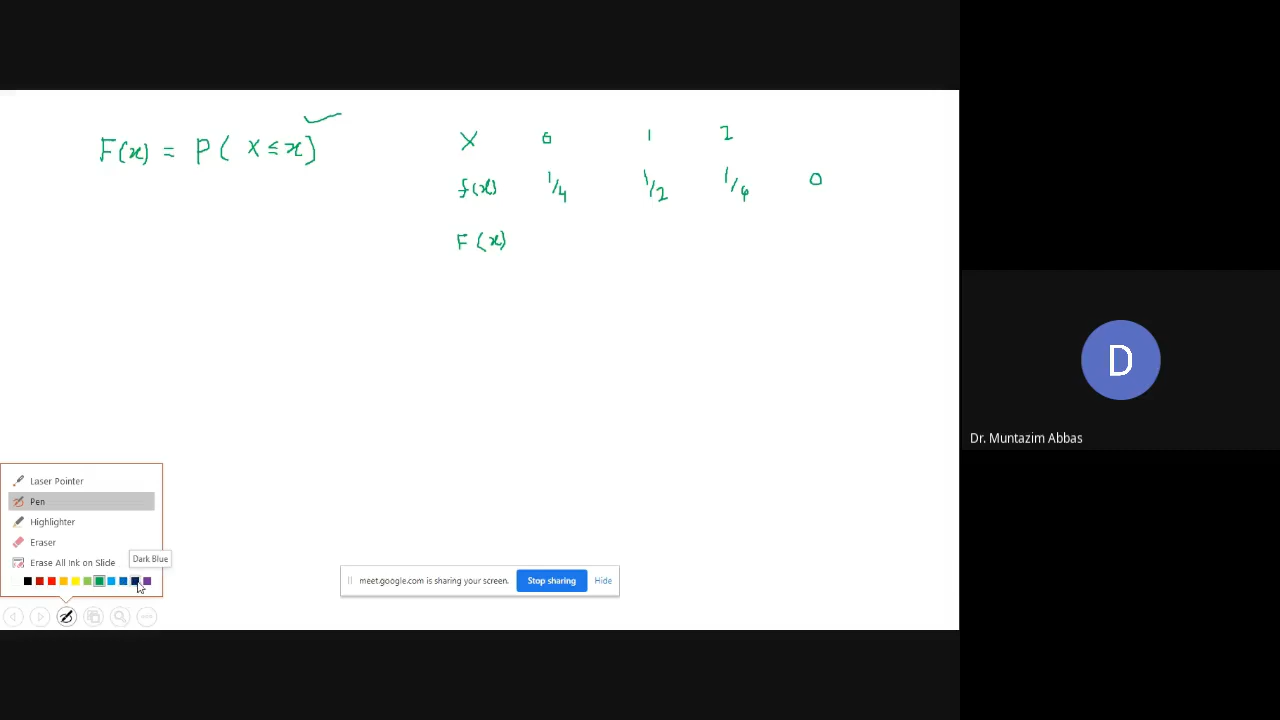 F(x) = P( X ≤ x)
X 0 1 2
f(x) 1/4 1/2 1/4 0
F(x)
D
Dr. Muntazim Abbas
Laser Pointer
Pen
Highlighter
Eraser
Dark Blue
Erase All Ink on Slide
meet.google.com is sharing your screen. Stop sharing Hide